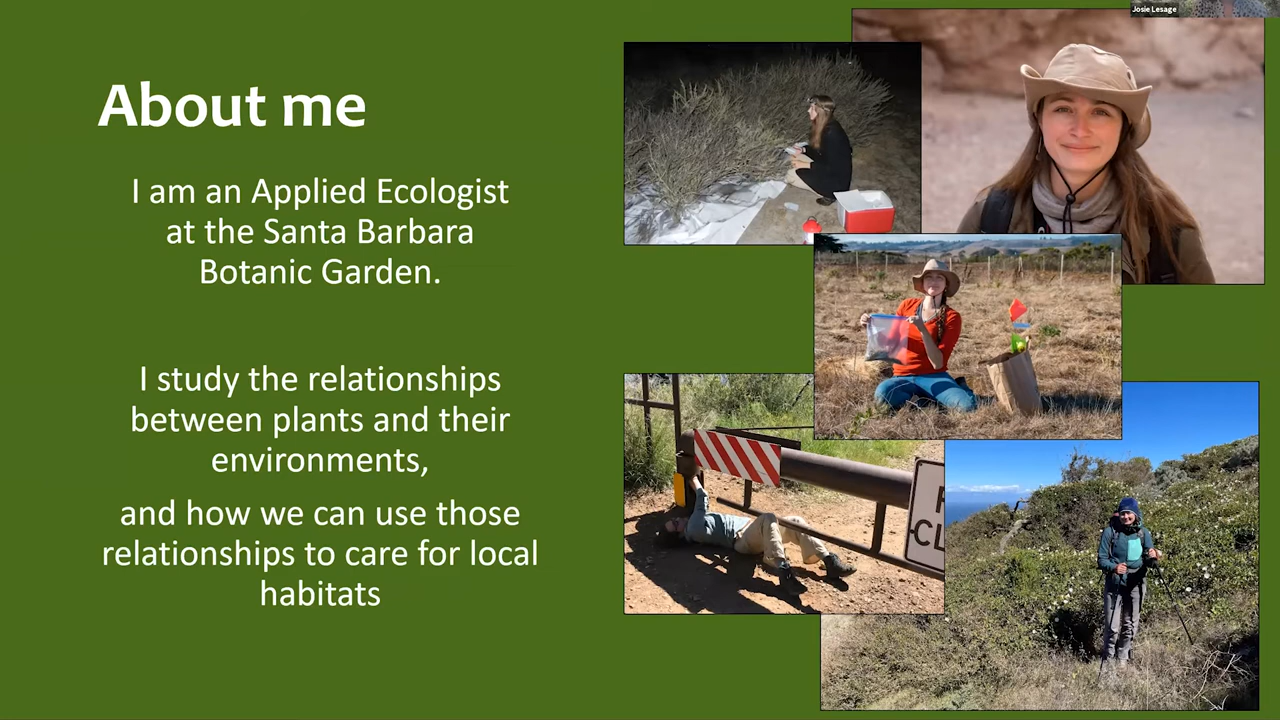 Josie Lesage
About me
I am an Applied Ecologist
at the Santa Barbara
Botanic Garden.
I study the relationships
between plants and their
environments,
and how we can use those
relationships to care for local
habitats
CL